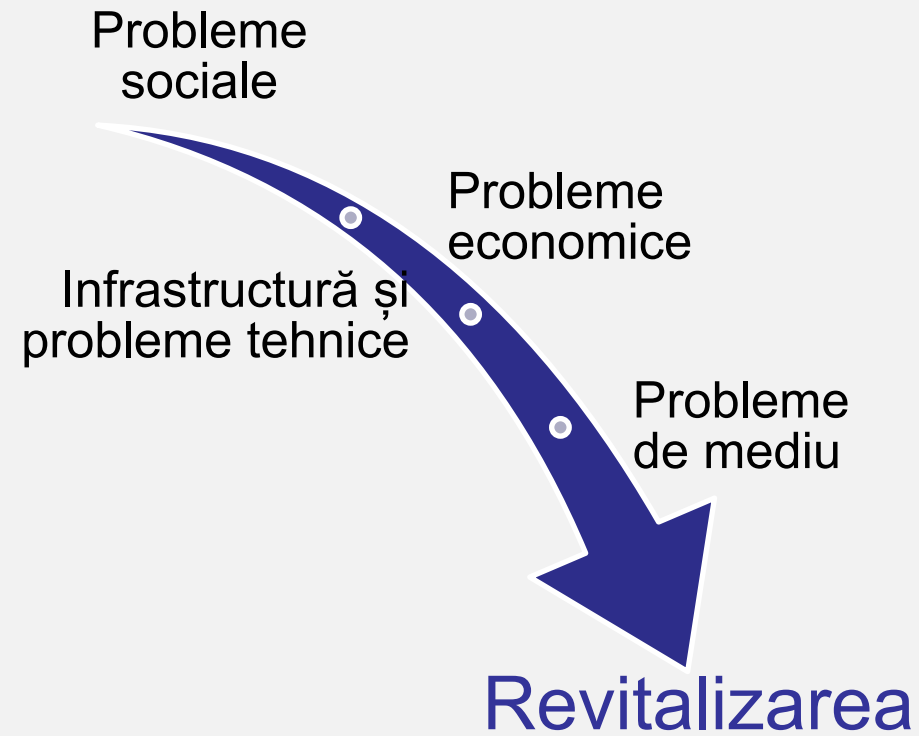 Probleme
sociale
Probleme
economice
Infrastructură și
probleme tehnice
Probleme
de mediu
Revitalizarea